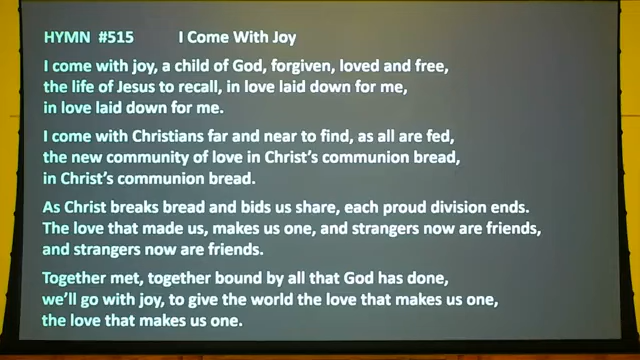 HYMN #515 I Come With Joy
I come with joy, a child of God, forgiven, loved and free,
the life of Jesus to recall, in love laid down for me,
in love laid down for me.
I come with Christians far and near to find, as all are fed,
the new community of love in Christ's communion bread,
in Christ's communion bread.
As Christ breaks bread and bids us share, each proud division ends.
The love that made us, makes us one, and strangers now are friends,
and strangers now are friends.
Together met, together bound by all that God has done,
we'll go with joy, to give the world the love that makes us one,
the love that makes us one.